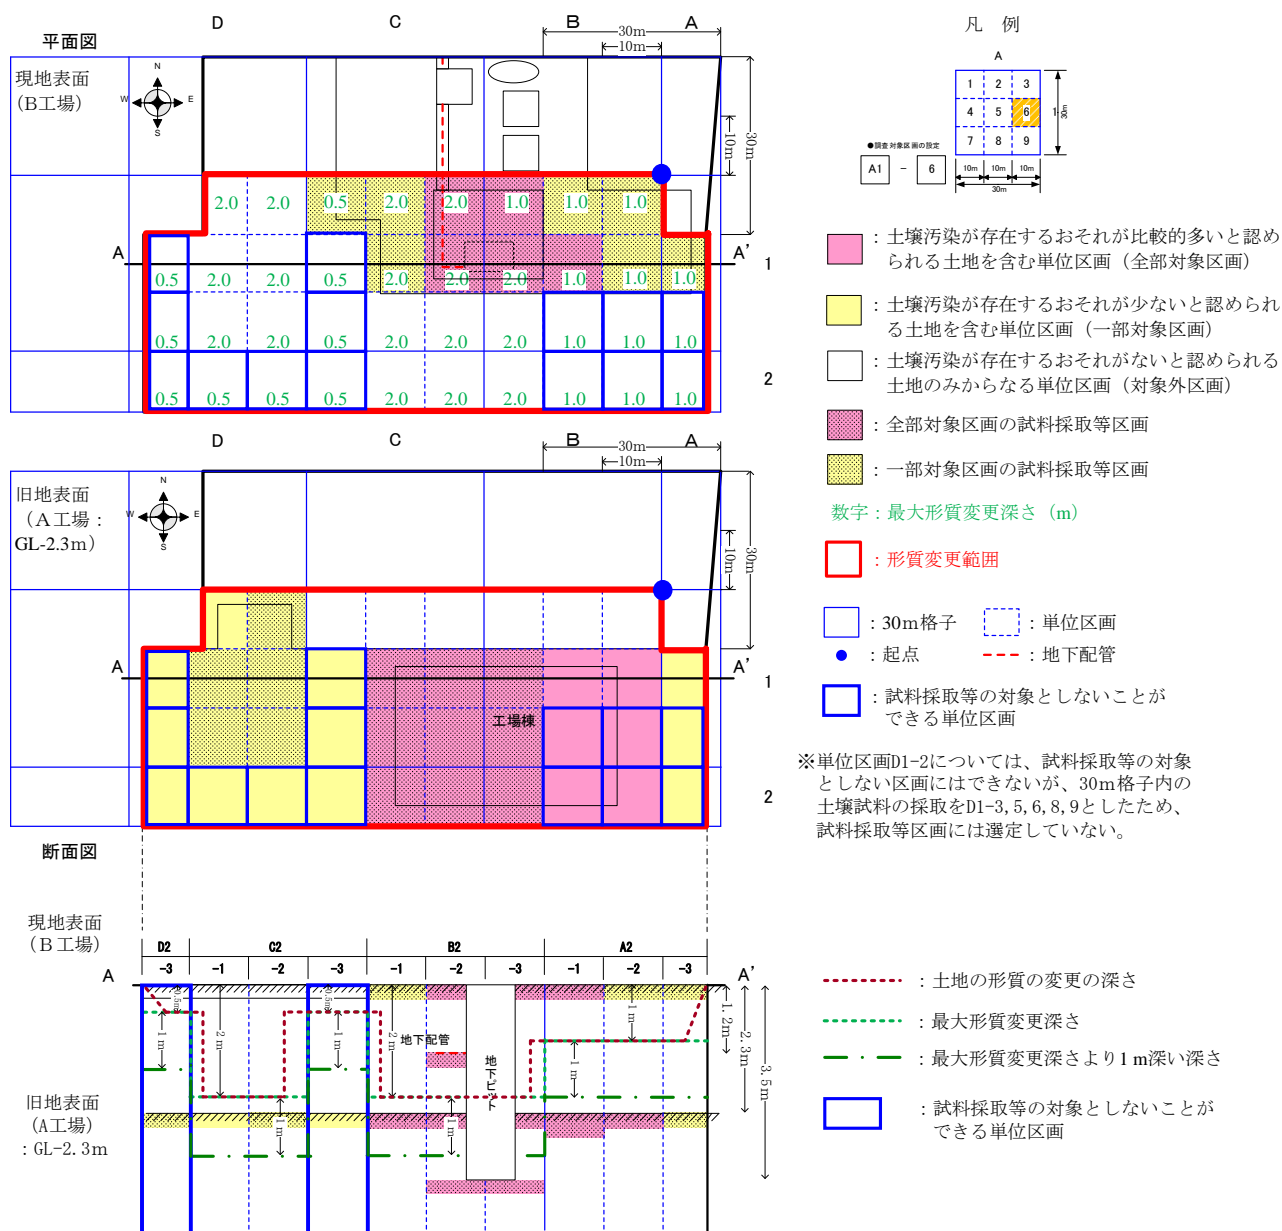 D C B A
平面図
30m
10m
現地表面
(B工場)
N
W E
S
10m
30m
2.0 2.0 0.5 2.0 2.0 1.0 1.0 1.0
A A' 1
0.5 2.0 2.0 0.5 2.0 2.0 2.0 1.0 1.0 1.0
0.5 2.0 2.0 0.5 2.0 2.0 2.0 1.0 1.0 1.0
2
0.5 0.5 0.5 0.5 2.0 2.0 2.0 1.0 1.0 1.0
D C B A
30m
10m
旧地表面
(A工場:
GL-2.3m)
N
W E
S
10m
30m
A A' 1
工場棟
2
断面図
現地表面
(B工場)
D2 C2 B2 A2
-3 -1 -2 -3 -1 -2 -3 -1 -2 -3
A A'
0.5m 0.5m
1m 2m 1m 2m 1m
地下配管
地下ピット
1.2m
2.3m
3.5m
1m 1m 1m
旧地表面
(A工場)
:GL-2.3m
凡 例
A
1 2 3
4 5 6
7 8 9
1
30m
●調査対象区画の設定
A1 - 6
10m 10m 10m
30m
:土壌汚染が存在するおそれが比較的多いと認め
られる土地を含む単位区画(全部対象区画)
:土壌汚染が存在するおそれが少ないと認められ
る土地を含む単位区画(一部対象区画)
:土壌汚染が存在するおそれがないと認められる
土地のみからなる単位区画(対象外区画)
:全部対象区画の試料採取等区画
:一部対象区画の試料採取等区画
数字:最大形質変更深さ(m)
:形質変更範囲
:30m格子 :単位区画
:起点 :地下配管
:試料採取等の対象としないことが
できる単位区画
※単位区画D1-2については、試料採取等の対象
としない区画にはできないが、30m格子内の
土壌試料の採取をD1-3,5,6,8,9としたため、
試料採取等区画には選定していない。
:土地の形質の変更の深さ
:最大形質変更深さ
:最大形質変更深さより1m深い深さ
:試料採取等の対象としないことが
できる単位区画